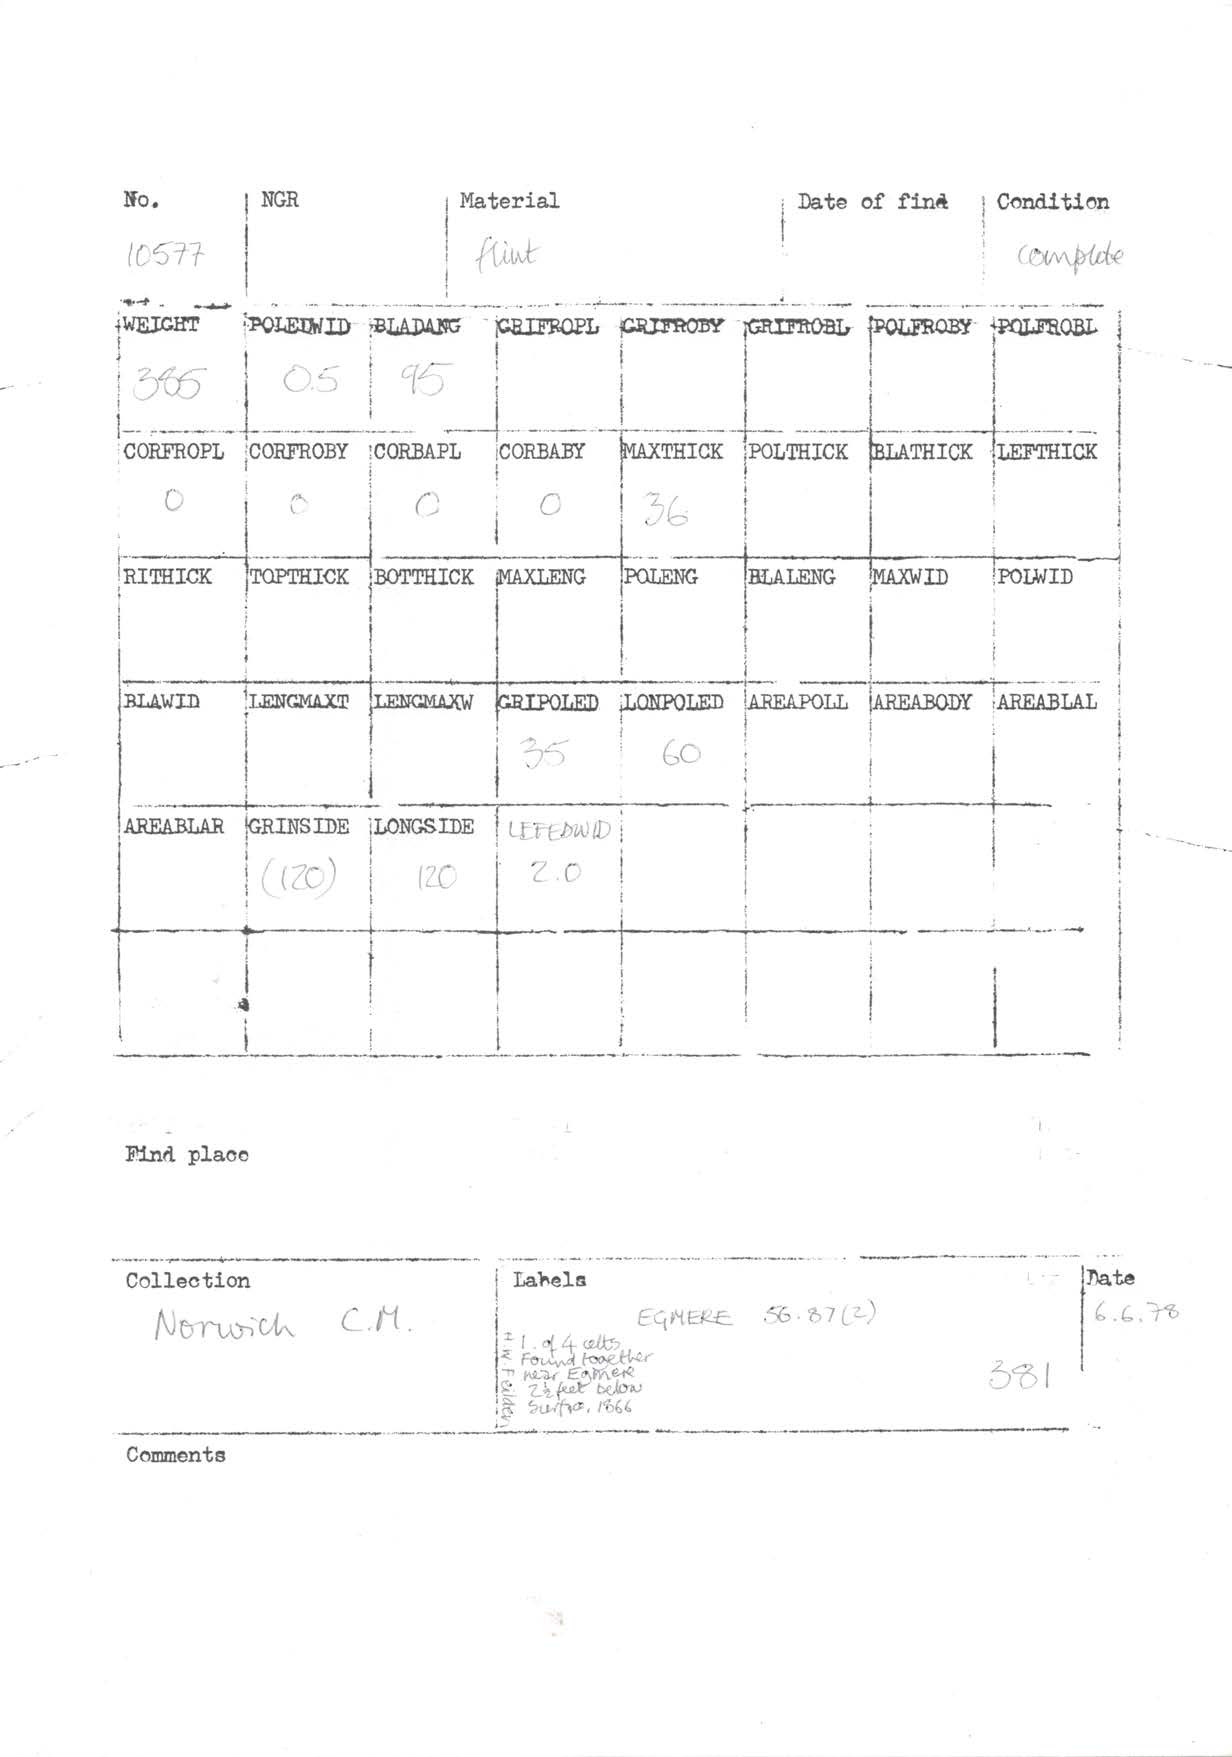 No. NGR Material Date of find Condition
10577 flint complete
WEIGHT POLEDWID BLADANG GRIFROPL GRIFROBY GRIFROBL POLFROBY POLFROBL
0.5 95
CORFROPL CORFROBY CORBAPL CORBABY MAXTHICK POLTHICK BLATHICK LEFTHICK
0 0 0 0 36
RITHICK TOPTHICK BOTTHICK MAXLENG POLENG BLALENG MAXWID POLWID
BLAWID LENGMAXT LENGMAXW GRIPOLED LONPOLED AREAPOLL AREABODY AREABLAL
35 60
AREABLAR GRINSIDE LONGSIDE LEFEDWID
(120) 120 2.0
Find place
Collection Labels Date
Norwich C.M. EGMERE 56.87(2) 6.6.78
1. of 4 celts
Found together
near Egmere
2½ feet below
1866
381
Comments